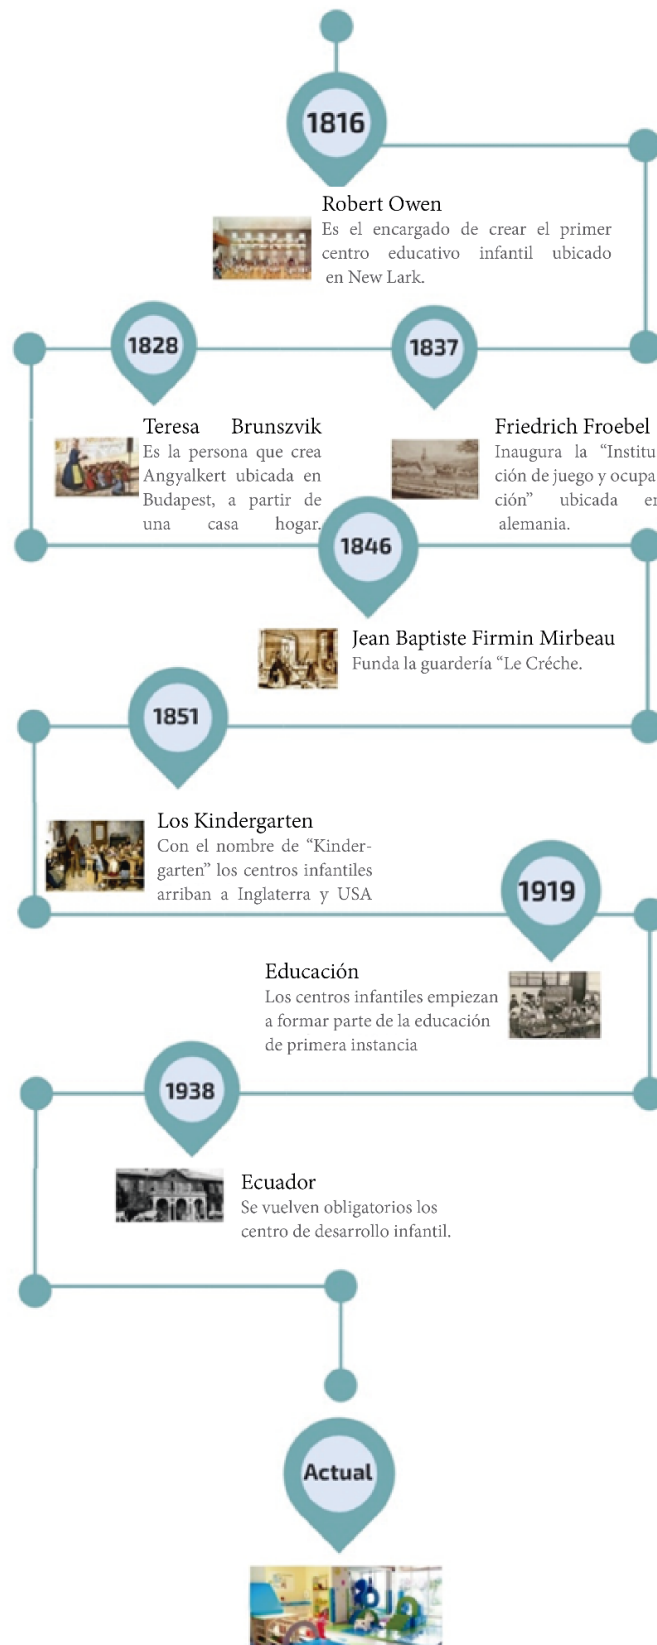 1816
Robert Owen
Es el encargado de crear el primer
centro educativo infantil ubicado
en New Lark.
1828
Teresa Brunszvik
Es la persona que crea
Angyalkert ubicada en
Budapest, a partir de
una casa hogar.
1837
Friedrich Froebel
Inaugura la “Institu
ción de juego y ocupa
ción” ubicada en
alemania.
1846
Jean Baptiste Firmin Mirbeau
Funda la guardería “Le Créche.
1851
Los Kindergarten
Con el nombre de “Kinder-
garten” los centros infantiles
arriban a Inglaterra y USA
1919
Educación
Los centros infantiles empiezan
a formar parte de la educación
de primera instancia
1938
Ecuador
Se vuelven obligatorios los
centro de desarrollo infantil.
Actual